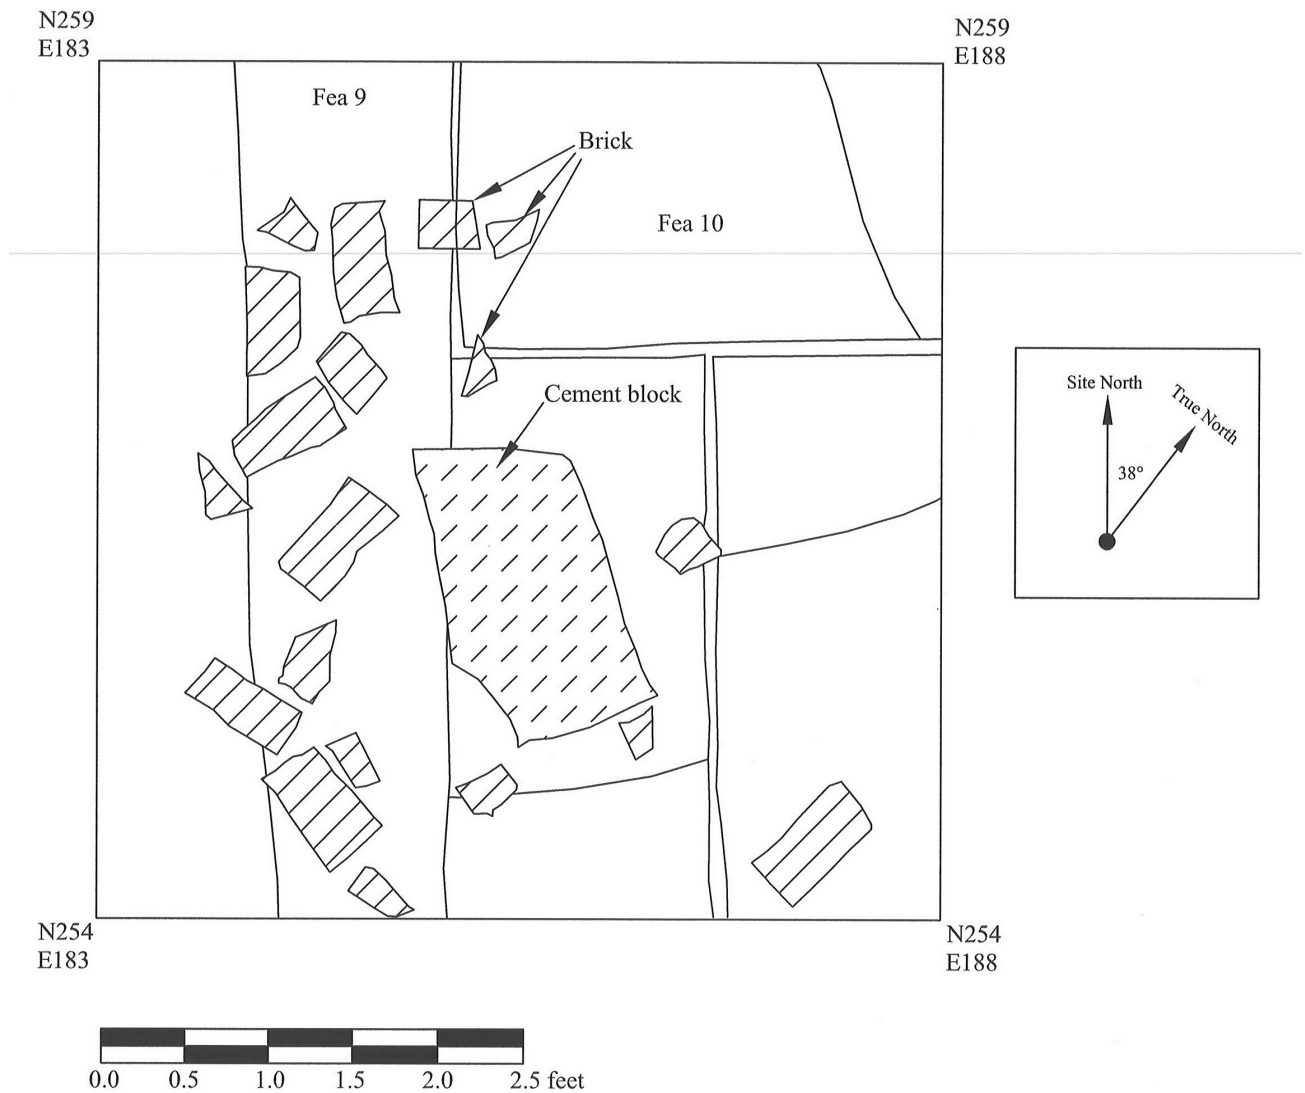 N259
E183
N259
E188
Fea 9
Brick
Fea 10
Cement block
Site North
True North
38°
N254
E183
N254
E188
0.0 0.5 1.0 1.5 2.0 2.5 feet